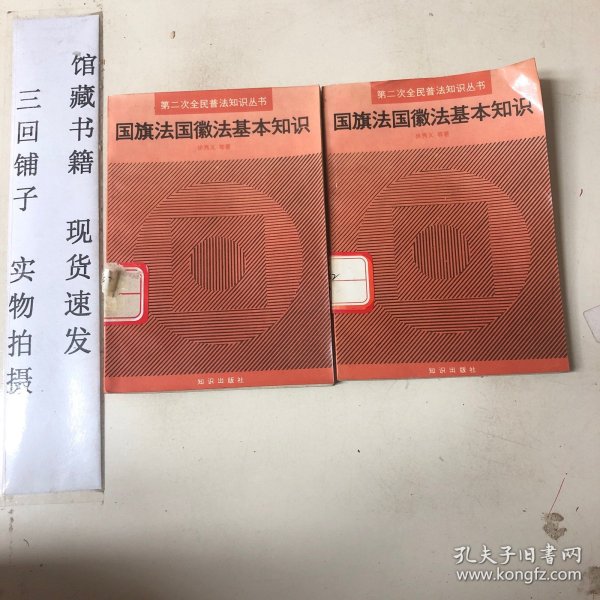 馆藏书籍 现货速发
三回铺子 实物拍摄
第二次全民普法知识丛书
国旗法国徽法基本知识
等著
知识出版社
第二次全民普法知识丛书
国旗法国徽法基本知识
等著
知识出版社
孔夫子旧书网
www.kongfz.com